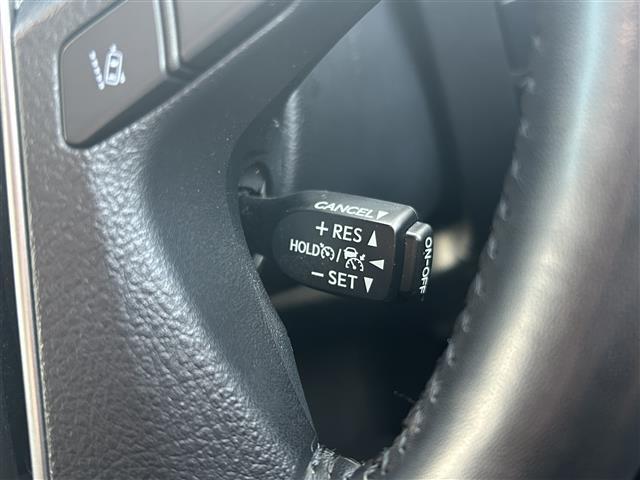 CANCEL▼
+ RES ▲
HOLD / ◀
− SET ▼
ON-OFF